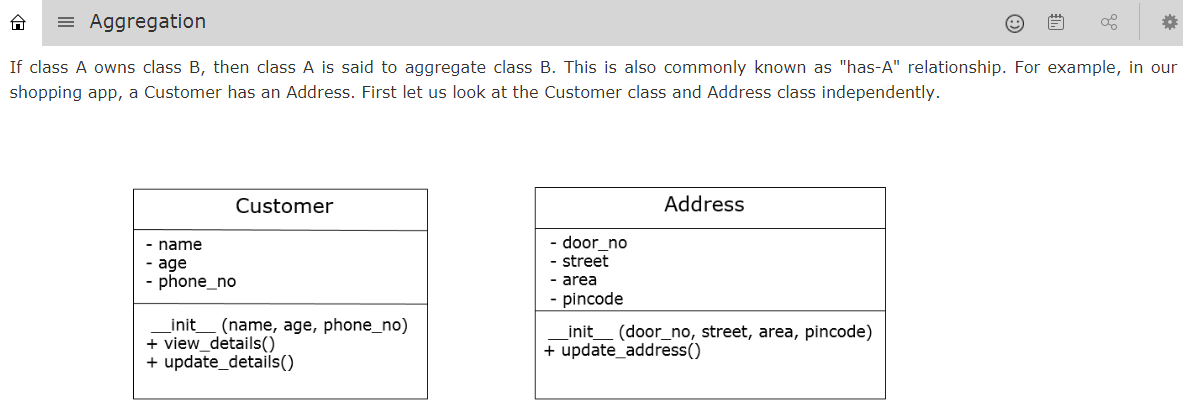 Aggregation
If class A owns class B, then class A is said to aggregate class B. This is also commonly known as "has-A" relationship. For example, in our
shopping app, a Customer has an Address. First let us look at the Customer class and Address class independently.
Customer
- name
- age
- phone_no
__init__ (name, age, phone_no)
+ view_details()
+ update_details()
Address
- door_no
- street
- area
- pincode
__init__ (door_no, street, area, pincode)
+ update_address()